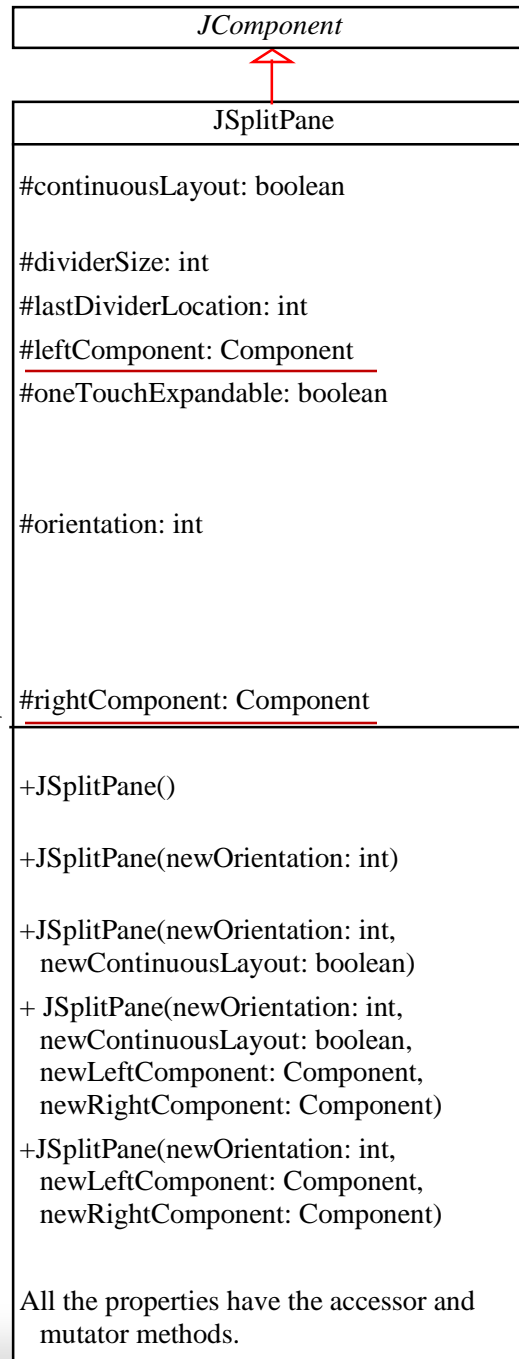 JComponent
JSplitPane
#continuousLayout: boolean
#dividerSize: int
#lastDividerLocation: int
#leftComponent: Component
#oneTouchExpandable: boolean
#orientation: int
#rightComponent: Component
+JSplitPane()
+JSplitPane(newOrientation: int)
+JSplitPane(newOrientation: int,
newContinuousLayout: boolean)
+ JSplitPane(newOrientation: int,
newContinuousLayout: boolean,
newLeftComponent: Component,
newRightComponent: Component)
+JSplitPane(newOrientation: int,
newLeftComponent: Component,
newRightComponent: Component)
All the properties have the accessor and
mutator methods.